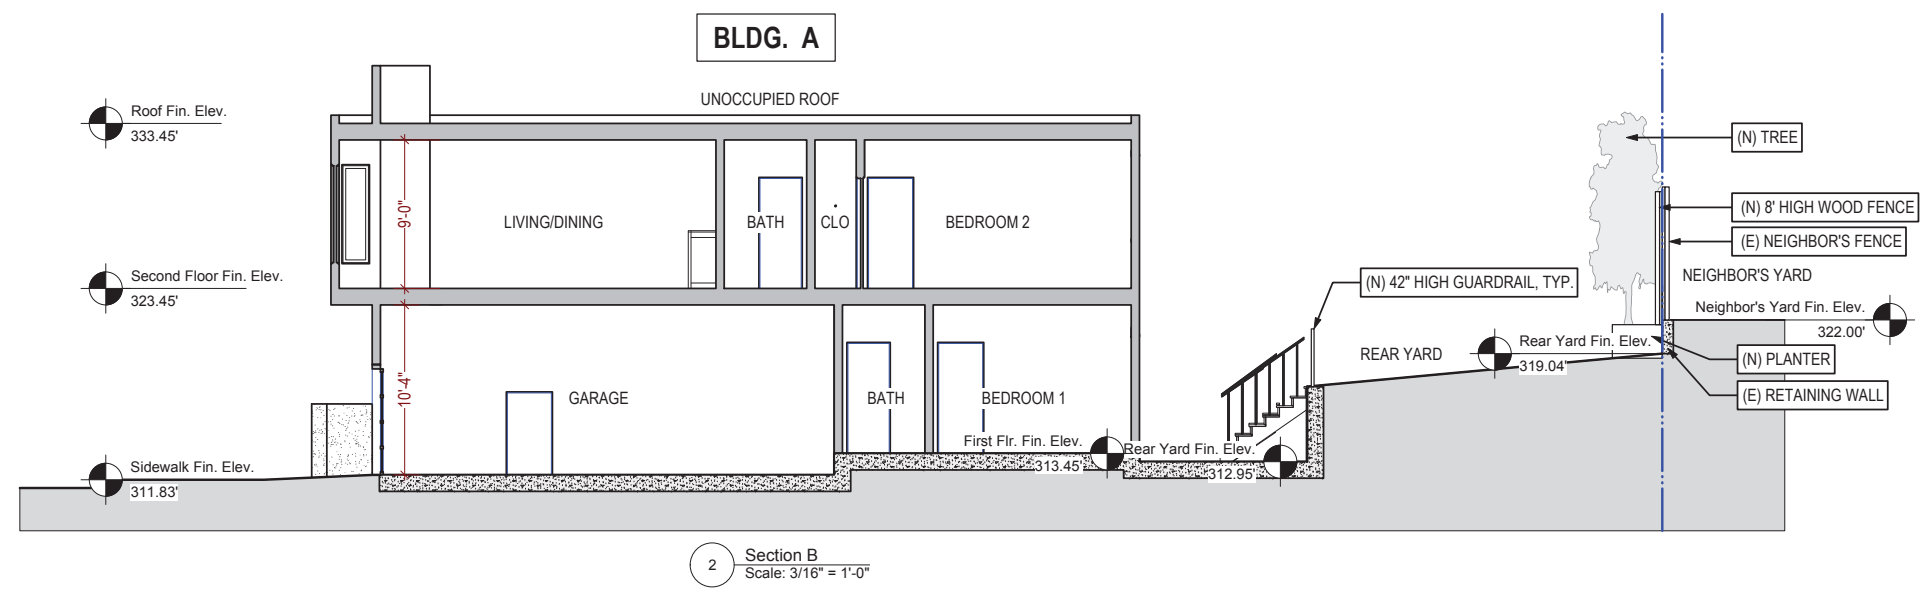 BLDG. A
UNOCCUPIED ROOF
Roof Fin. Elev.
333.45'
(N) TREE
(N) 8' HIGH WOOD FENCE
(E) NEIGHBOR'S FENCE
9'-0"
LIVING/DINING
BATH
CLO
BEDROOM 2
NEIGHBOR'S YARD
Second Floor Fin. Elev.
323.45'
(N) 42" HIGH GUARDRAIL, TYP.
Neighbor's Yard Fin. Elev.
322.00'
REAR YARD
Rear Yard Fin. Elev.
319.04'
(N) PLANTER
(E) RETAINING WALL
10'-4"
GARAGE
BATH
BEDROOM 1
First Flr. Fin. Elev.
313.45'
Rear Yard Fin. Elev.
312.95'
Sidewalk Fin. Elev.
311.83'
2
Section B
Scale: 3/16" = 1'-0"